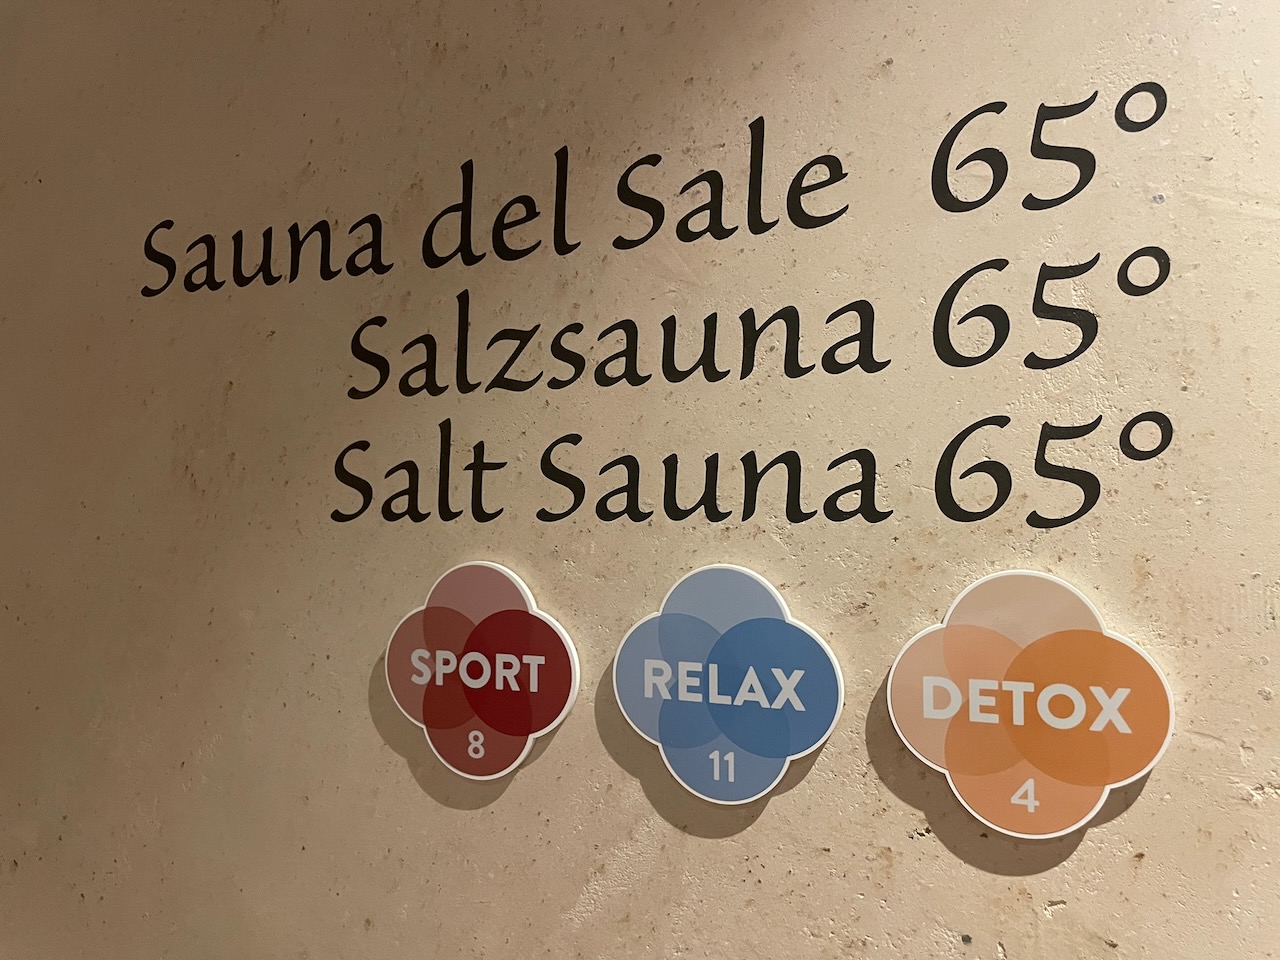 Sauna del Sale 65°
Salzsauna 65°
Salt Sauna 65°
SPORT
8
RELAX
11
DETOX
4